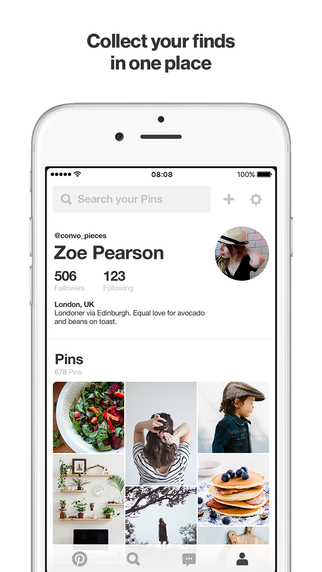 Collect your finds
in one place
08:08
100%
Search your Pins
@convo_pieces
Zoe Pearson
506
123
Followers
Following
London, UK
Londoner via Edinburgh. Equal love for avocado
and beans on toast.
Pins
678 Pins